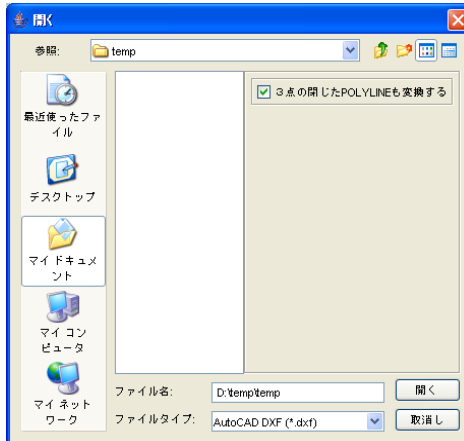 開く
参照: temp
３点の閉じたPOLYLINEも変換する
最近使ったファ
イル
デスクトップ
マイ ドキュメ
ント
マイ コン
ピュータ
マイ ネット
ワーク
ファイル名: D:\temp\temp 開く
ファイルタイプ: AutoCAD DXF (*.dxf) 取消し